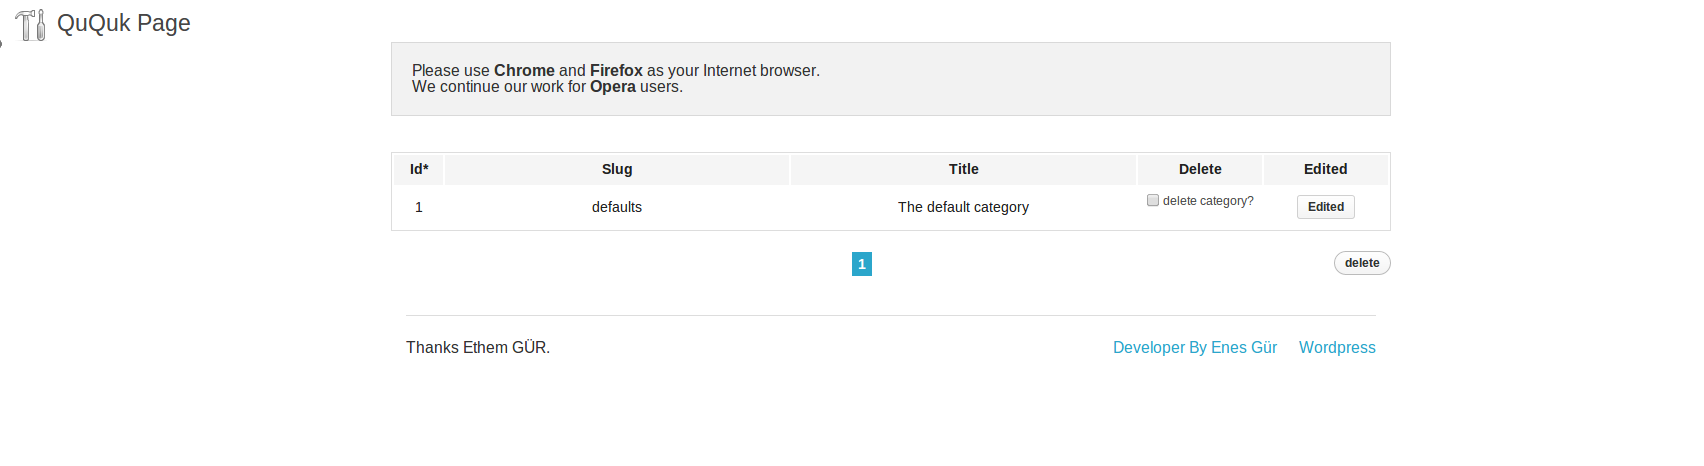 QuQuk Page
Please use Chrome and Firefox as your Internet browser.
We continue our work for Opera users.
Id* Slug Title Delete Edited
1 defaults The default category delete category? Edited
1 delete
Thanks Ethem GÜR. Developer By Enes Gür Wordpress